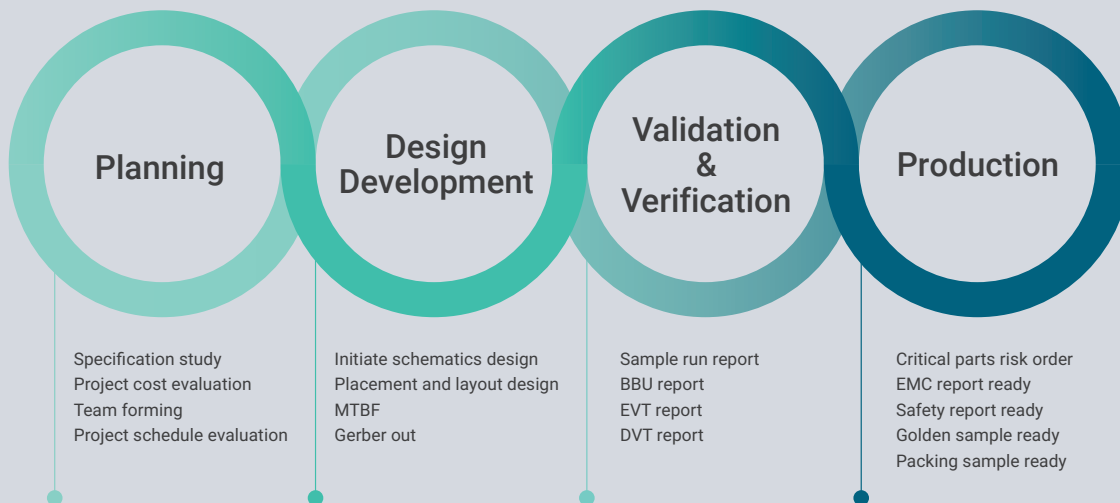 Planning
Design
Development
Validation
&
Verification
Production
Specification study
Project cost evaluation
Team forming
Project schedule evaluation
Initiate schematics design
Placement and layout design
MTBF
Gerber out
Sample run report
BBU report
EVT report
DVT report
Critical parts risk order
EMC report ready
Safety report ready
Golden sample ready
Packing sample ready